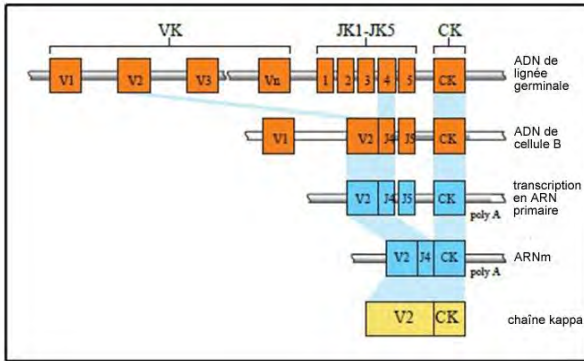 VK JK1-JK5 CK
V1 V2 V3 Vn 1 2 3 4 5 CK
ADN de
lignée
germinale
V1 V2 J4 J5 CK
ADN de
cellule B
V2 J4 J5 CK
poly A
transcription
en ARN
primaire
V2 J4 CK
poly A
ARNm
V2 CK
chaîne kappa